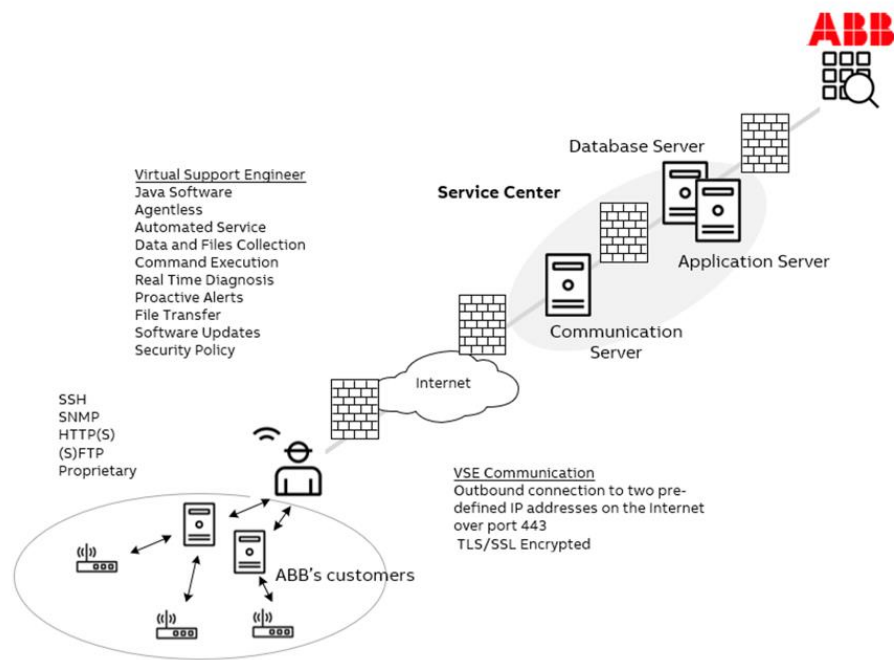 ABB
Database Server
Virtual Support Engineer
Java Software
Agentless
Automated Service
Data and Files Collection
Command Execution
Real Time Diagnosis
Proactive Alerts
File Transfer
Software Updates
Security Policy
Service Center
Application Server
Communication
Server
Internet
SSH
SNMP
HTTP(S)
(S)FTP
Proprietary
VSE Communication
Outbound connection to two pre-
defined IP addresses on the Internet
over port 443
TLS/SSL Encrypted
ABB's customers